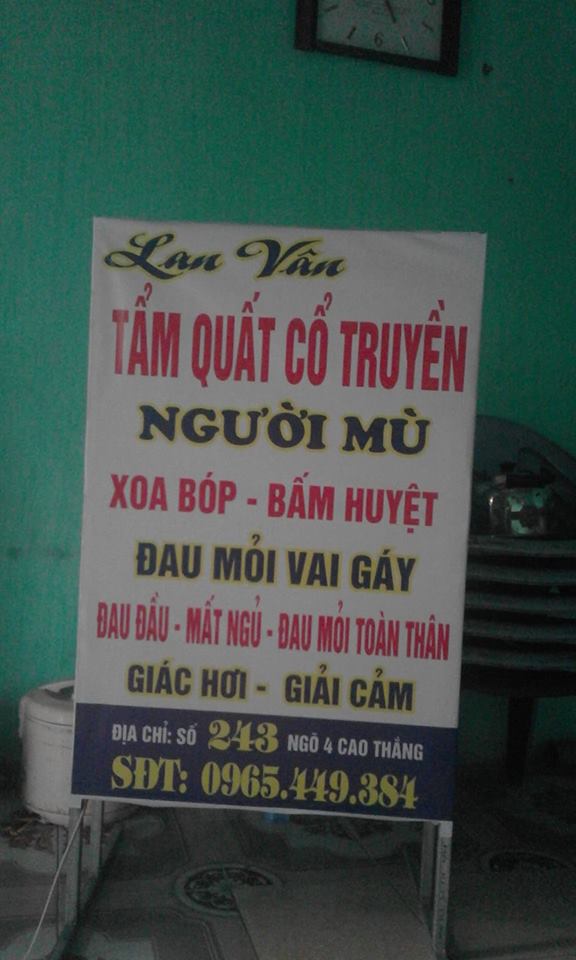 Lan Vân
TẨM QUẤT CỔ TRUYỀN
NGƯỜI MÙ
XOA BÓP - BẤM HUYỆT
ĐAU MỎI VAI GÁY
ĐAU ĐẦU - MẤT NGỦ - ĐAU MỎI TOÀN THÂN
GIÁC HƠI - GIẢI CẢM
ĐỊA CHỈ: SỐ 243 NGÕ 4 CAO THẮNG
SĐT: 0965.449.384